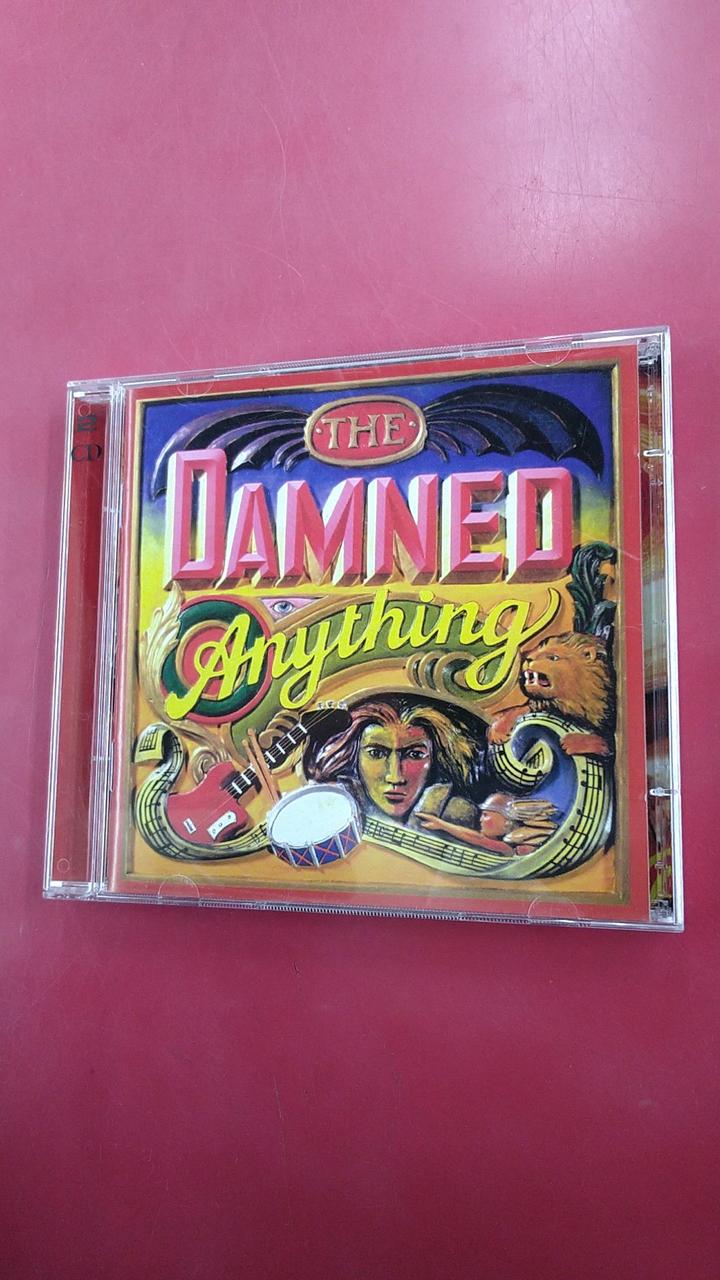 2
CD
·THE·
DAMNED
Anything